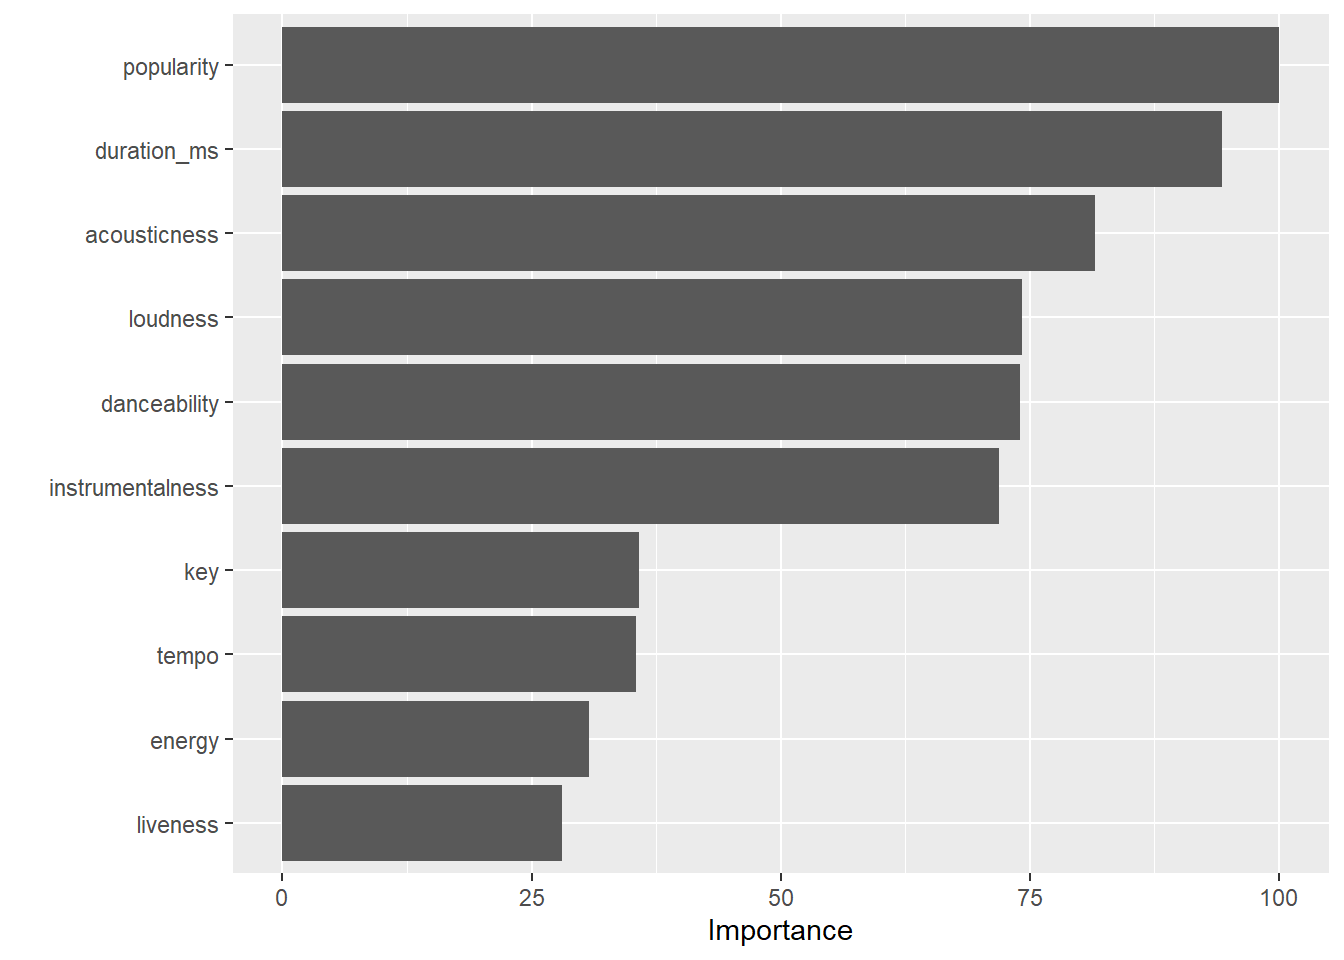 popularity
duration_ms
acousticness
loudness
danceability
instrumentalness
key
tempo
energy
liveness
0 25 50 75 100
Importance